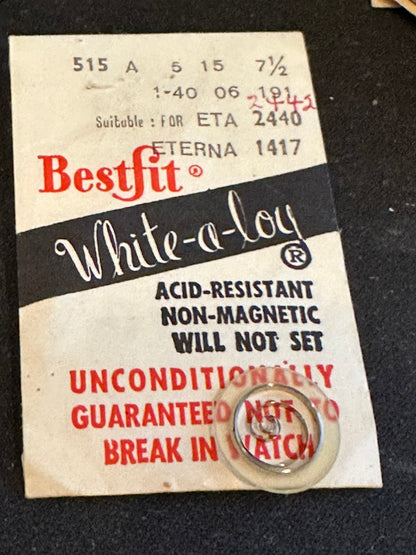 515 A 5 15 7½
1-40 06 191
2442
Suitable : FOR ETA 2440
ETERNA 1417
Bestfit ®
White-a-loy ®
ACID-RESISTANT
NON-MAGNETIC
WILL NOT SET
UNCONDITIONALLY
GUARANTEED NOT TO
BREAK IN WATCH